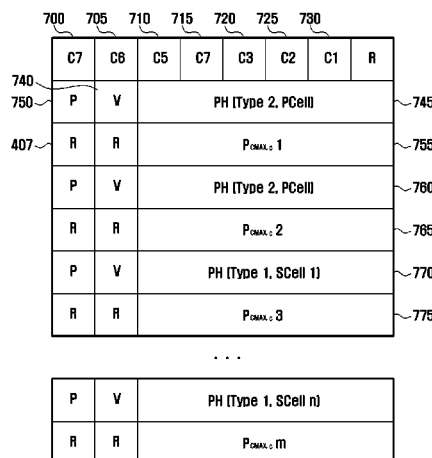 700 705 710 715 720 725 730
C7 C6 C5 C7 C3 C2 C1 R
740
750 P V PH (Type 2, PCell) 745
407 R R PCMAX, c 1 755
P V PH (Type 2, PCell) 760
R R PCMAX, c 2 765
P V PH (Type 1, SCell 1) 770
R R PCMAX, c 3 775
. . .
P V PH (Type 1, SCell n)
R R PCMAX, c m